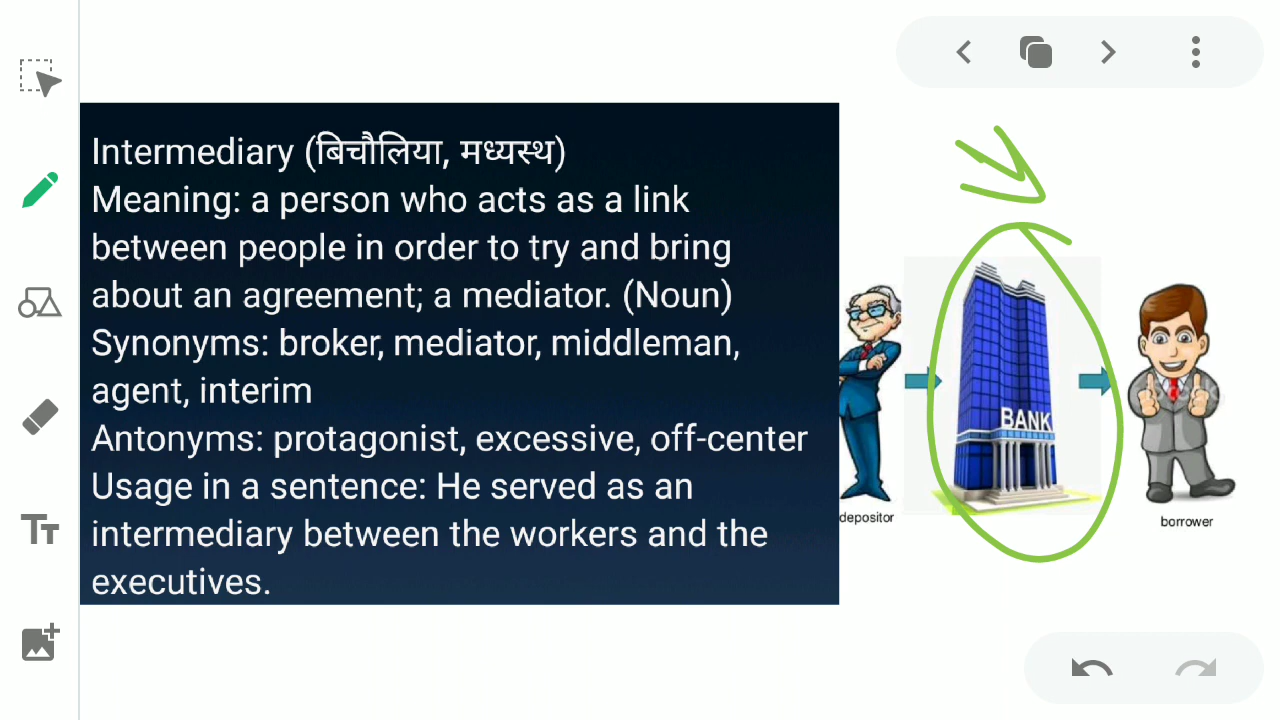 Intermediary (बिचौलिया, मध्यस्थ)
Meaning: a person who acts as a link
between people in order to try and bring
about an agreement; a mediator. (Noun)
Synonyms: broker, mediator, middleman,
agent, interim
Antonyms: protagonist, excessive, off-center
Usage in a sentence: He served as an
intermediary between the workers and the
executives.
BANK
depositor
borrower